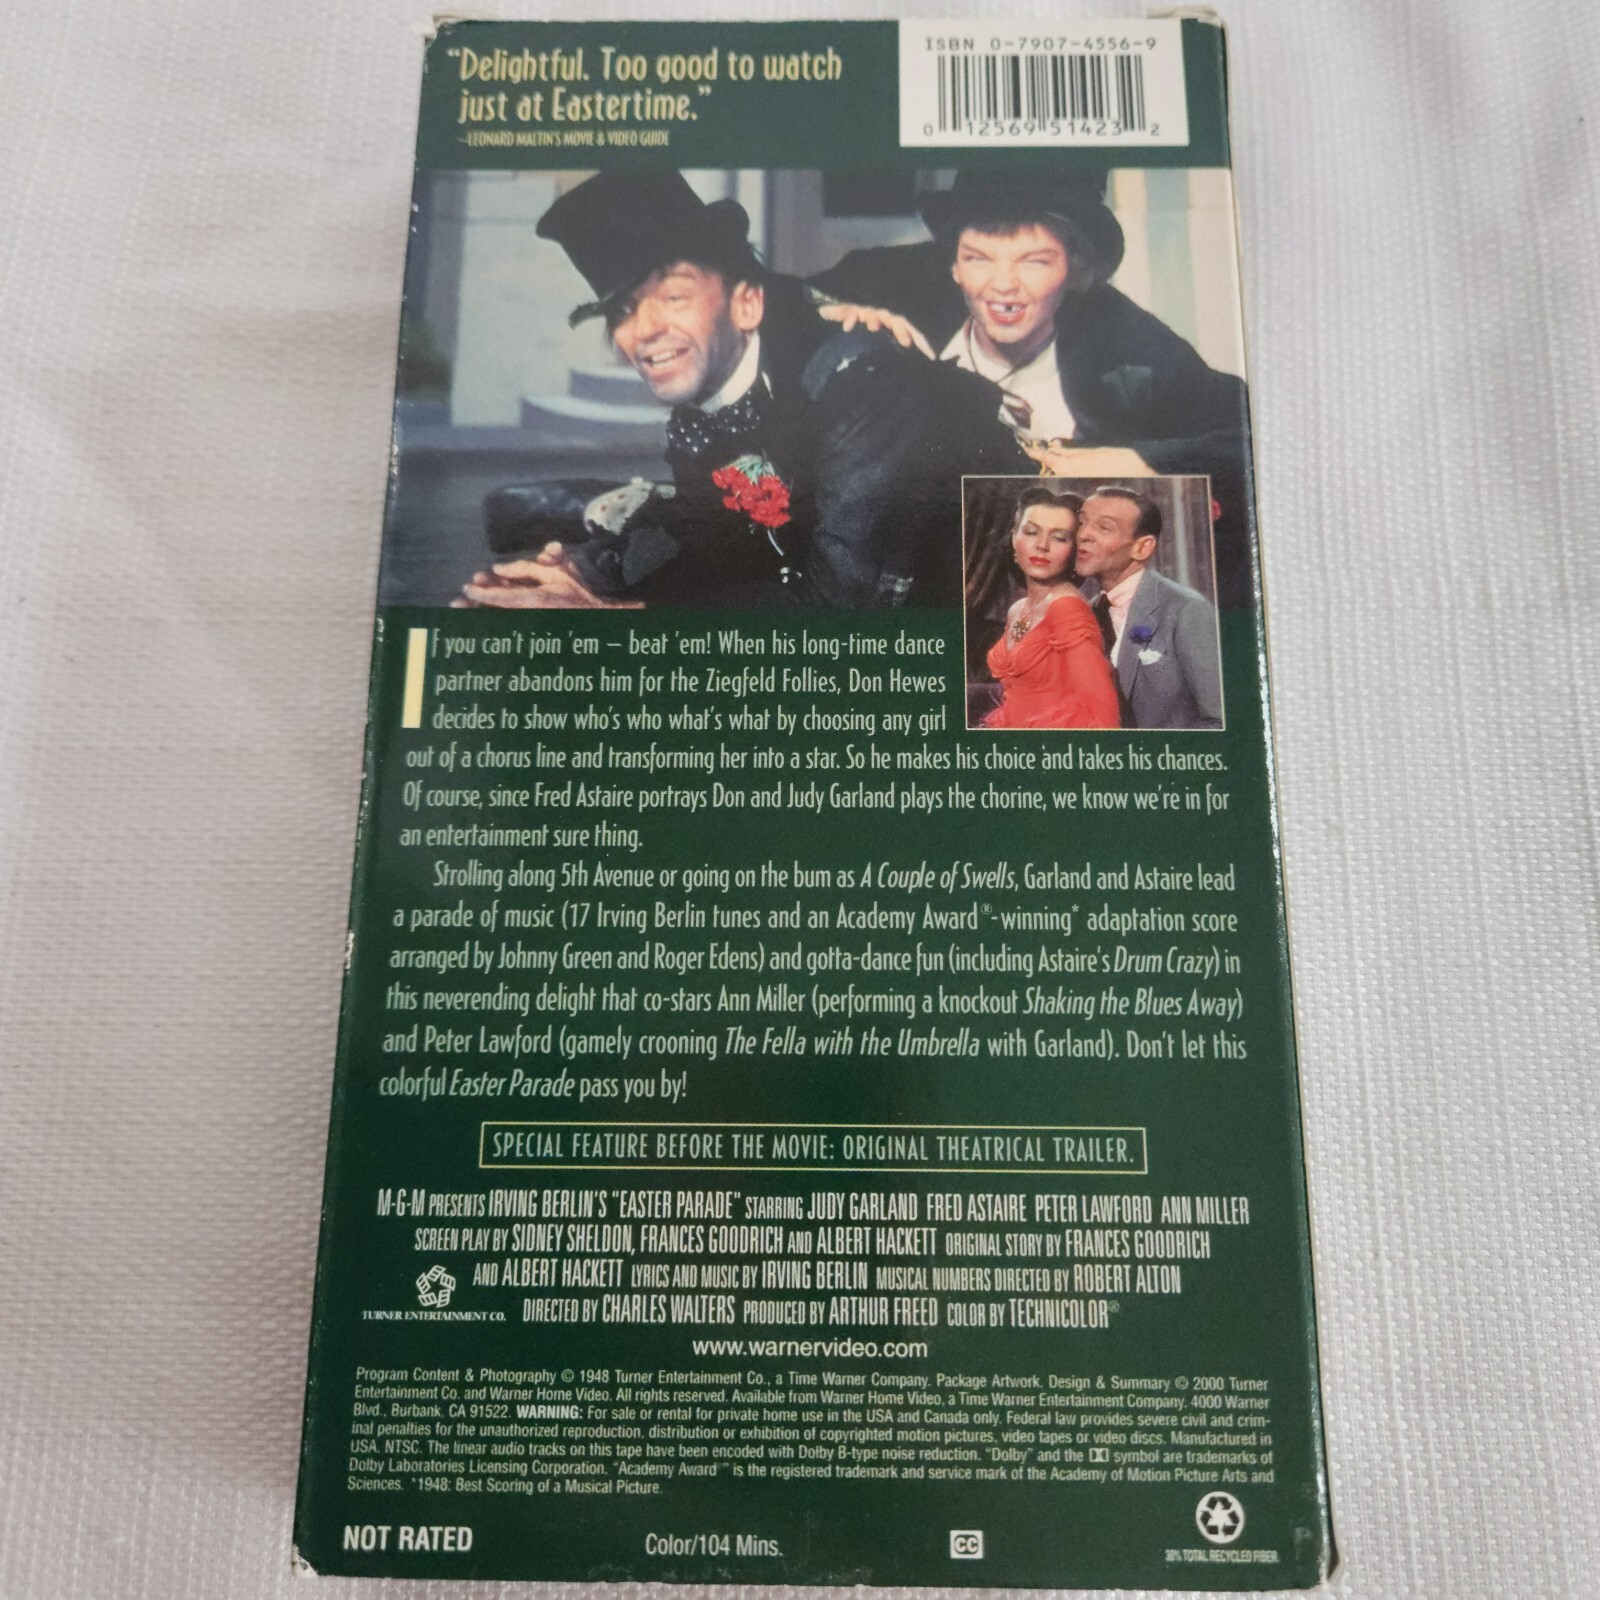 "Delightful. Too good to watch
just at Eastertime."
—LEONARD MALTIN'S MOVIE & VIDEO GUIDE
ISBN 0-7907-4556-9
0 12569 51423 2
If you can't join 'em – beat 'em! When his long-time dance
partner abandons him for the Ziegfeld Follies, Don Hewes
decides to show who's who what's what by choosing any girl
out of a chorus line and transforming her into a star. So he makes his choice and takes his chances.
Of course, since Fred Astaire portrays Don and Judy Garland plays the chorine, we know we're in for
an entertainment sure thing.
Strolling along 5th Avenue or going on the bum as A Couple of Swells, Garland and Astaire lead
a parade of music (17 Irving Berlin tunes and an Academy Award®-winning* adaptation score
arranged by Johnny Green and Roger Edens) and gotta-dance fun (including Astaire's Drum Crazy) in
this neverending delight that co-stars Ann Miller (performing a knockout Shaking the Blues Away)
and Peter Lawford (gamely crooning The Fella with the Umbrella with Garland). Don't let this
colorful Easter Parade pass you by!
SPECIAL FEATURE BEFORE THE MOVIE: ORIGINAL THEATRICAL TRAILER.
M-G-M PRESENTS IRVING BERLIN'S "EASTER PARADE" STARRING JUDY GARLAND FRED ASTAIRE PETER LAWFORD ANN MILLER
SCREEN PLAY BY SIDNEY SHELDON, FRANCES GOODRICH AND ALBERT HACKETT ORIGINAL STORY BY FRANCES GOODRICH
AND ALBERT HACKETT LYRICS AND MUSIC BY IRVING BERLIN MUSICAL NUMBERS DIRECTED BY ROBERT ALTON
TURNER ENTERTAINMENT CO.
DIRECTED BY CHARLES WALTERS PRODUCED BY ARTHUR FREED COLOR BY TECHNICOLOR®
www.warnervideo.com
Program Content & Photography © 1948 Turner Entertainment Co., a Time Warner Company. Package Artwork, Design & Summary © 2000 Turner
Entertainment Co. and Warner Home Video. All rights reserved. Available from Warner Home Video, a Time Warner Entertainment Company. 4000 Warner
Blvd., Burbank, CA 91522. WARNING: For sale or rental for private home use in the USA and Canada only. Federal law provides severe civil and crim-
inal penalties for the unauthorized reproduction, distribution or exhibition of copyrighted motion pictures, video tapes or video discs. Manufactured in
USA. NTSC. The linear audio tracks on this tape have been encoded with Dolby B-type noise reduction. "Dolby" and the symbol are trademarks of
Dolby Laboratories Licensing Corporation. "Academy Award®" is the registered trademark and service mark of the Academy of Motion Picture Arts and
Sciences. *1948: Best Scoring of a Musical Picture.
NOT RATED
Color/104 Mins.
CC
30% TOTAL RECYCLED FIBER